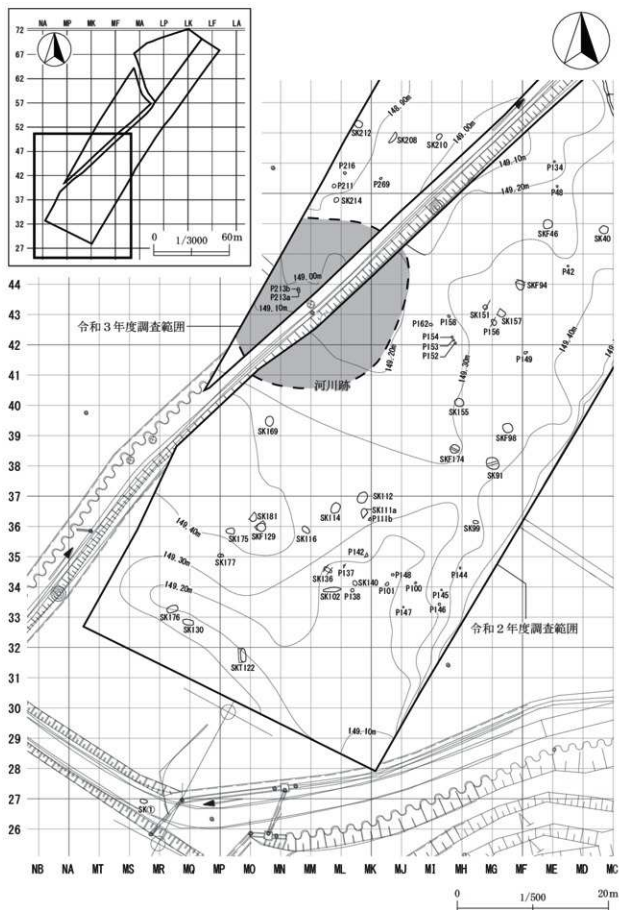 NA MP MK MF MA LP LK LF LA
72
67
62
57
52
47
42
37
32
27
1/3000
60m
148.90m
149.00m
149.10m
149.20m
SK212
SK208
SK210
P216
P211
P269
SK214
P134
P48
SKF46
SK40
P42
SKF94
149.00m
P213b
P213a
149.10m
令和3年度調査範囲
149.20m
河川跡
SK151
SK157
P156
P162
P158
P154
P153
P152
149.30m
149.40m
P149
SK155
SK169
SKF98
SKF174
SK91
SK112
SK111a
P111b
SK114
SK181
SKF129
SK175
SK116
SK99
149.40m
SK177
P142
149.30m
SK136
P137
SK140
P148
P144
SK102
P138
P101
P100
P145
149.20m
P147
P146
SK176
SK130
令和2年度調査範囲
SKT122
149.10m
SK①
44
43
42
41
40
39
38
37
36
35
34
33
32
31
30
29
28
27
26
NB NA MT MS MR MQ MP MO MN MM ML MK MJ MI MH MG MF ME MD MC
0 1/500 20m